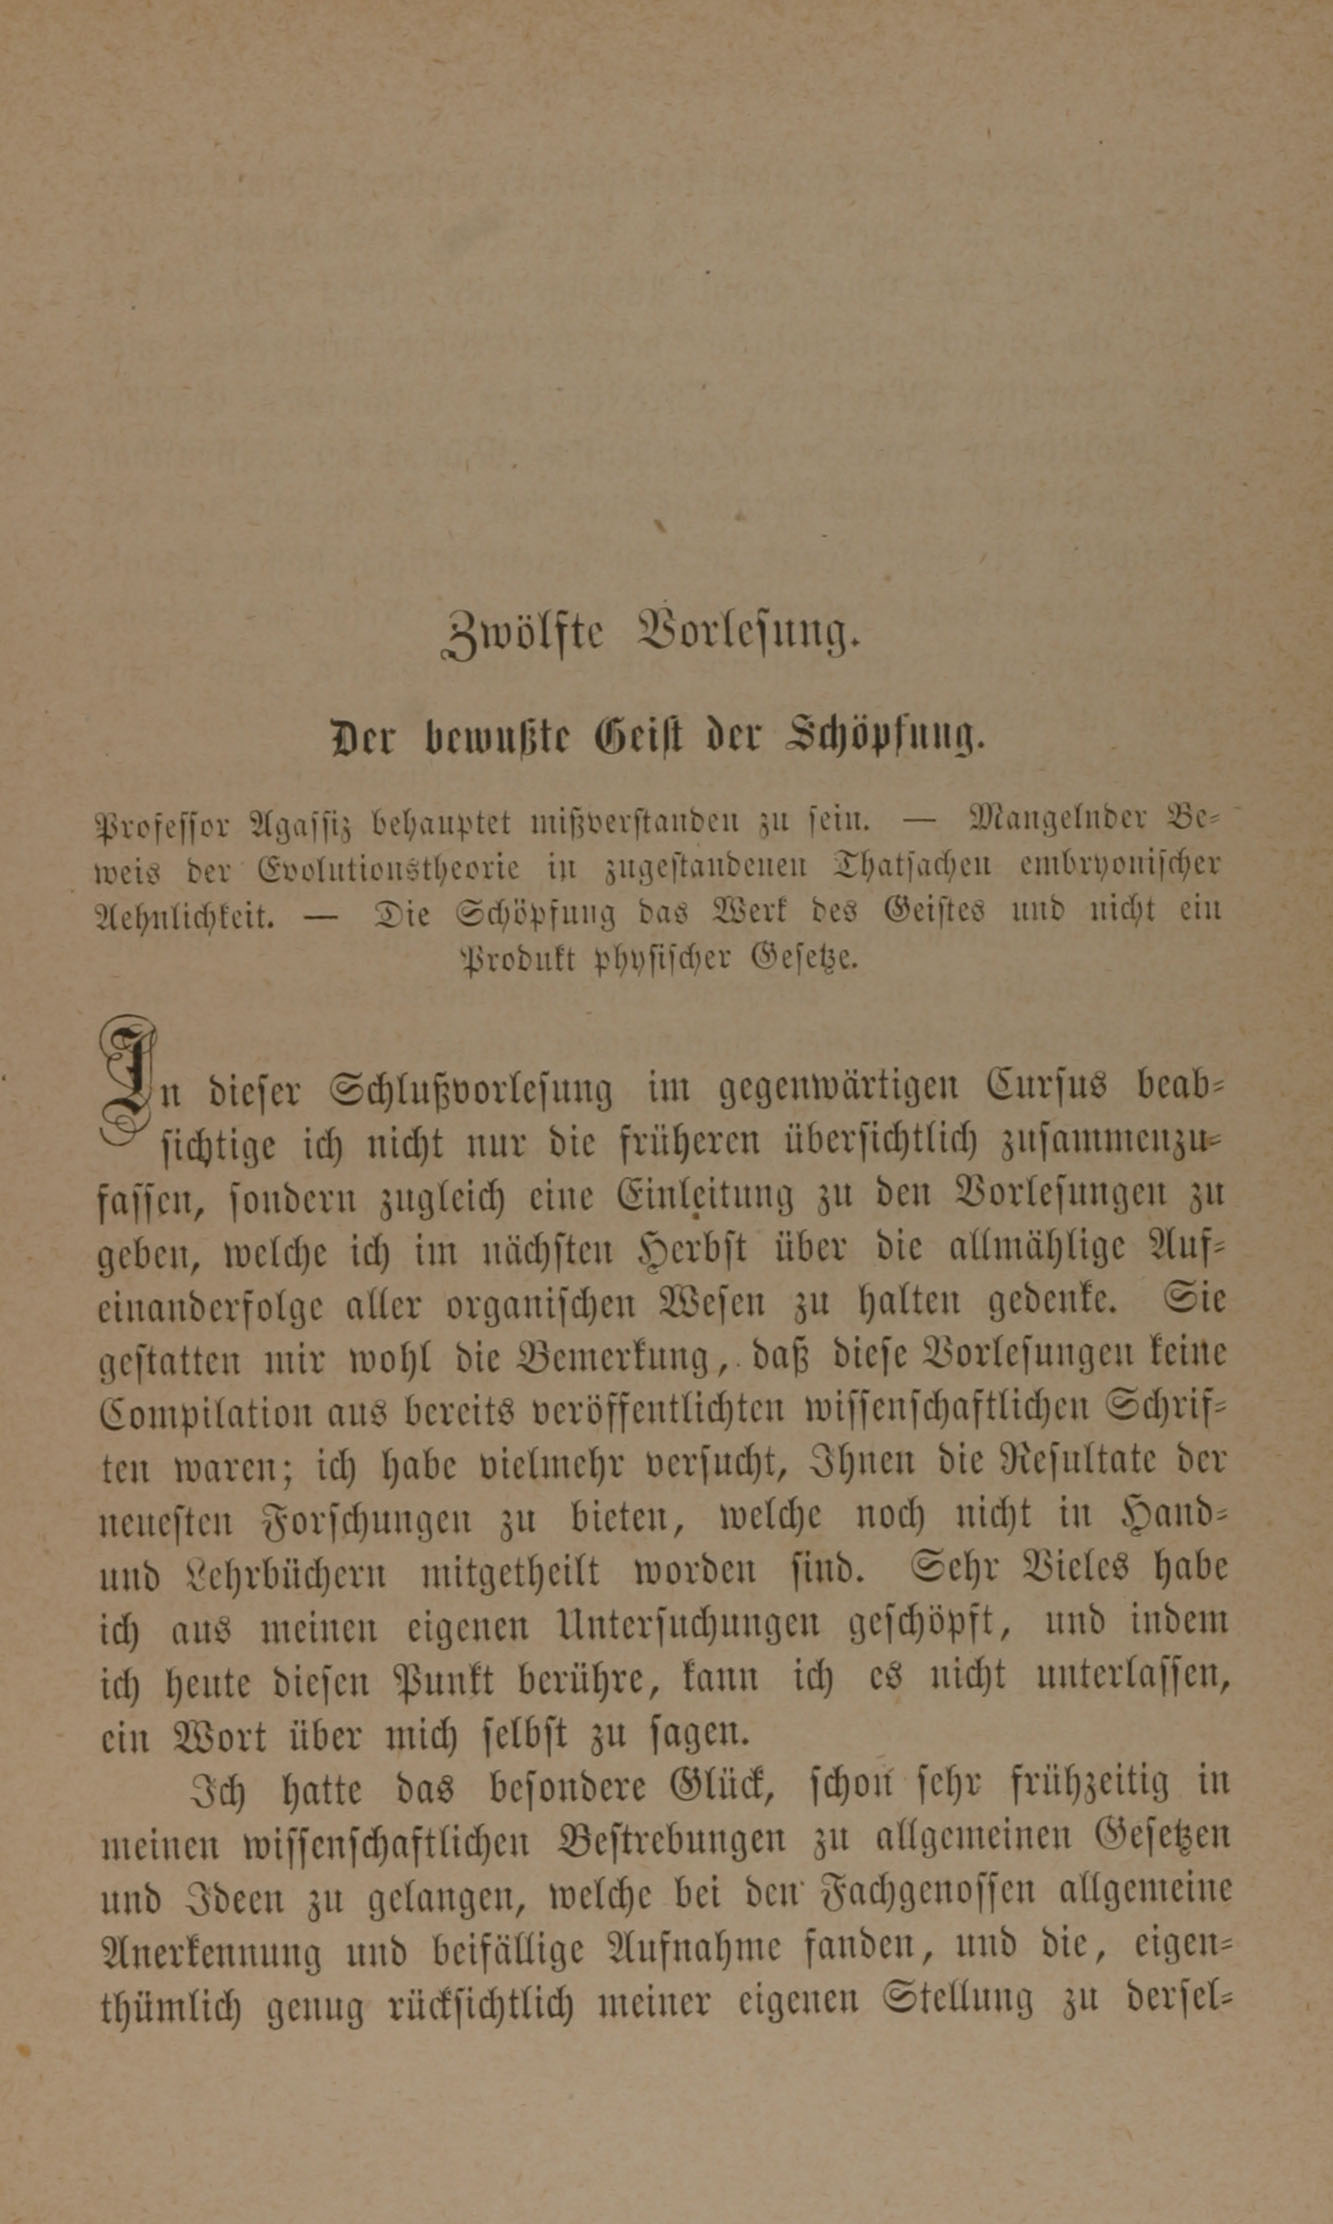 Zwölfte Vorlesung.
Der bewußte Geist der Schöpfung.
Professor Agassiz behauptet mißverstanden zu sein. — Mangelnder Be-
weis der Evolutionstheorie in zugestandenen Thatsachen embryonischer
Aehnlichkeit. — Die Schöpfung das Werk des Geistes und nicht ein
Produkt physischer Gesetze.
In dieser Schlußvorlesung im gegenwärtigen Cursus beab-
sichtige ich nicht nur die früheren übersichtlich zusammenzu-
fassen, sondern zugleich eine Einleitung zu den Vorlesungen zu
geben, welche ich im nächsten Herbst über die allmählige Auf-
einanderfolge aller organischen Wesen zu halten gedenke. Sie
gestatten mir wohl die Bemerkung, daß diese Vorlesungen keine
Compilation aus bereits veröffentlichten wissenschaftlichen Schrif-
ten waren; ich habe vielmehr versucht, Ihnen die Resultate der
neuesten Forschungen zu bieten, welche noch nicht in Hand-
und Lehrbüchern mitgetheilt worden sind. Sehr Vieles habe
ich aus meinen eigenen Untersuchungen geschöpft, und indem
ich heute diesen Punkt berühre, kann ich es nicht unterlassen,
ein Wort über mich selbst zu sagen.
Ich hatte das besondere Glück, schon sehr frühzeitig in
meinen wissenschaftlichen Bestrebungen zu allgemeinen Gesetzen
und Ideen zu gelangen, welche bei den Fachgenossen allgemeine
Anerkennung und beifällige Aufnahme fanden, und die, eigen-
thümlich genug rücksichtlich meiner eigenen Stellung zu dersel-